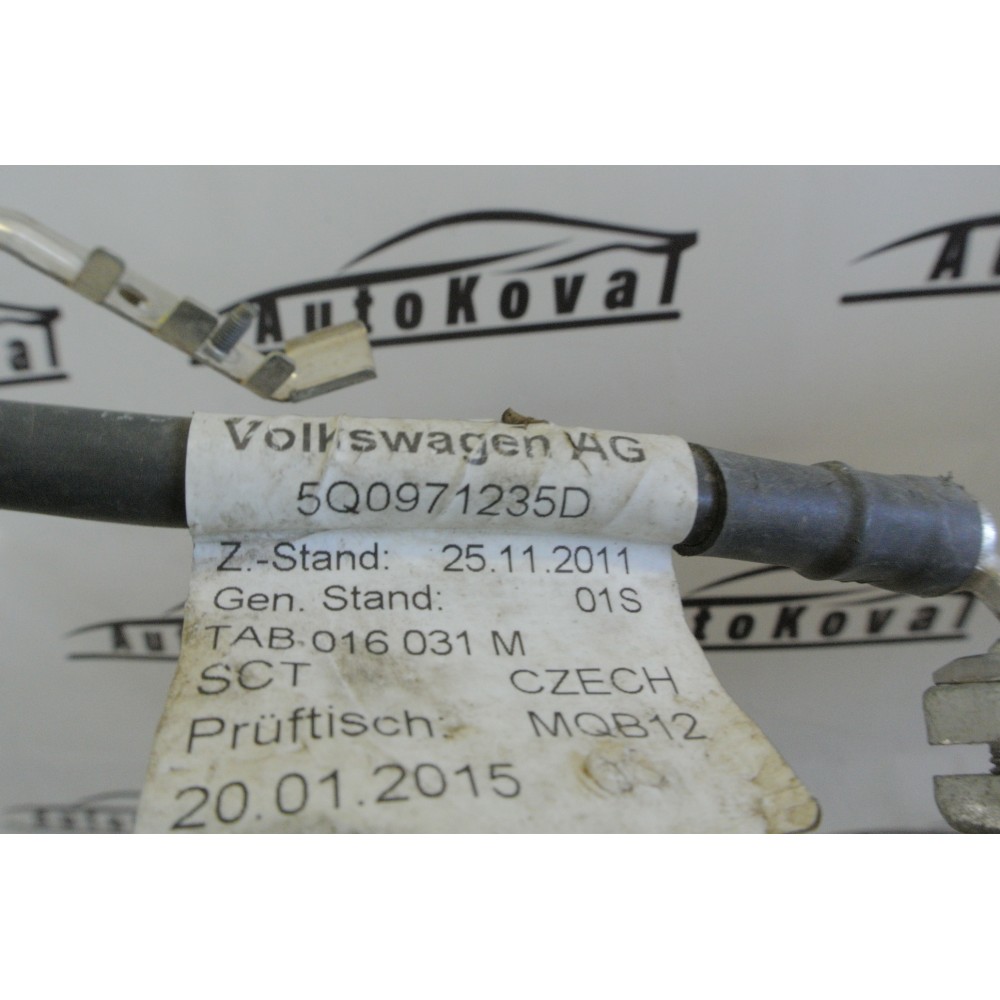 AutoKoval
Volkswagen AG
5Q0971235D
Z.-Stand: 25.11.2011
Gen. Stand: 01S
TAB 016 031 M
SCT CZECH
Prüftisch: MQB12
20.01.2015
AutoKoval